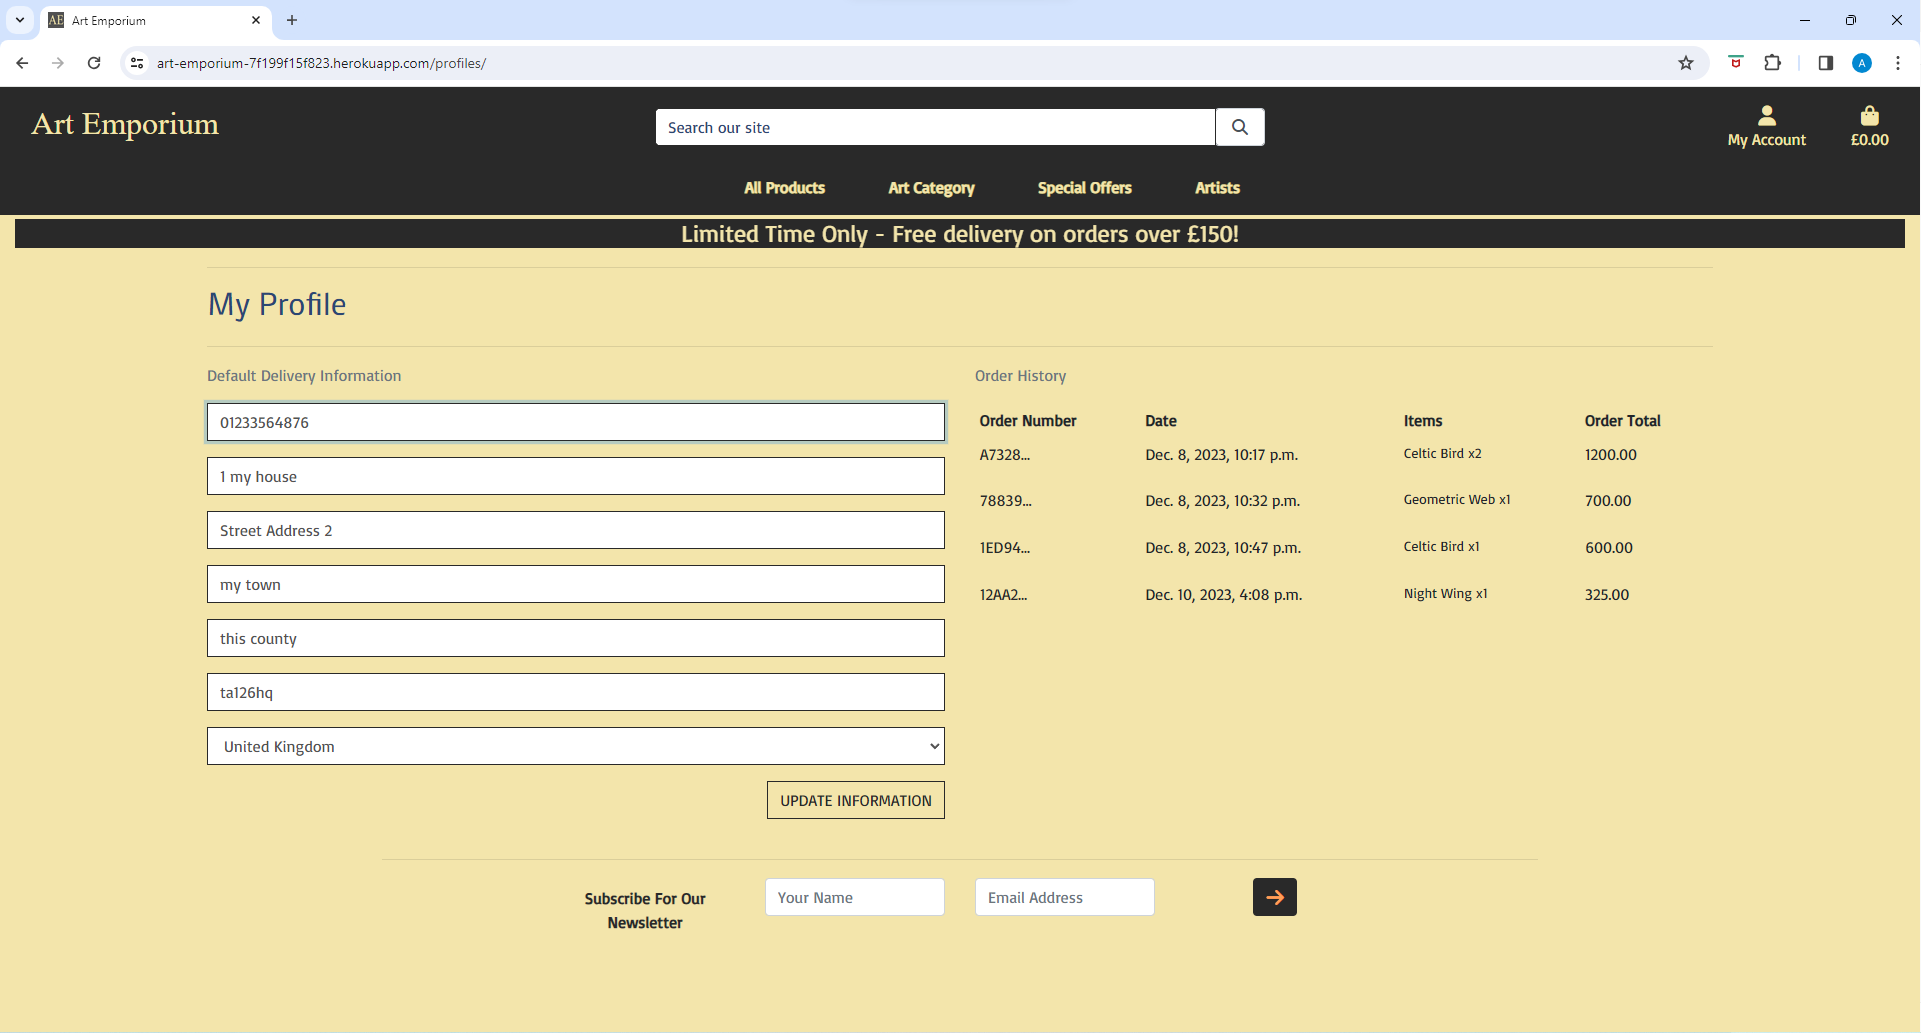 AE Art Emporium
art-emporium-7f199f15f823.herokuapp.com/profiles/
A
Art Emporium
Search our site
My Account
£0.00
All Products Art Category Special Offers Artists
Limited Time Only - Free delivery on orders over £150!
My Profile
Default Delivery Information
01233564876
1 my house
Street Address 2
my town
this county
ta126hq
United Kingdom
UPDATE INFORMATION
Order History
Order Number Date Items Order Total
A7328... Dec. 8, 2023, 10:17 p.m. Celtic Bird x2 1200.00
78839... Dec. 8, 2023, 10:32 p.m. Geometric Web x1 700.00
1ED94... Dec. 8, 2023, 10:47 p.m. Celtic Bird x1 600.00
12AA2... Dec. 10, 2023, 4:08 p.m. Night Wing x1 325.00
Subscribe For Our
Newsletter
Your Name
Email Address